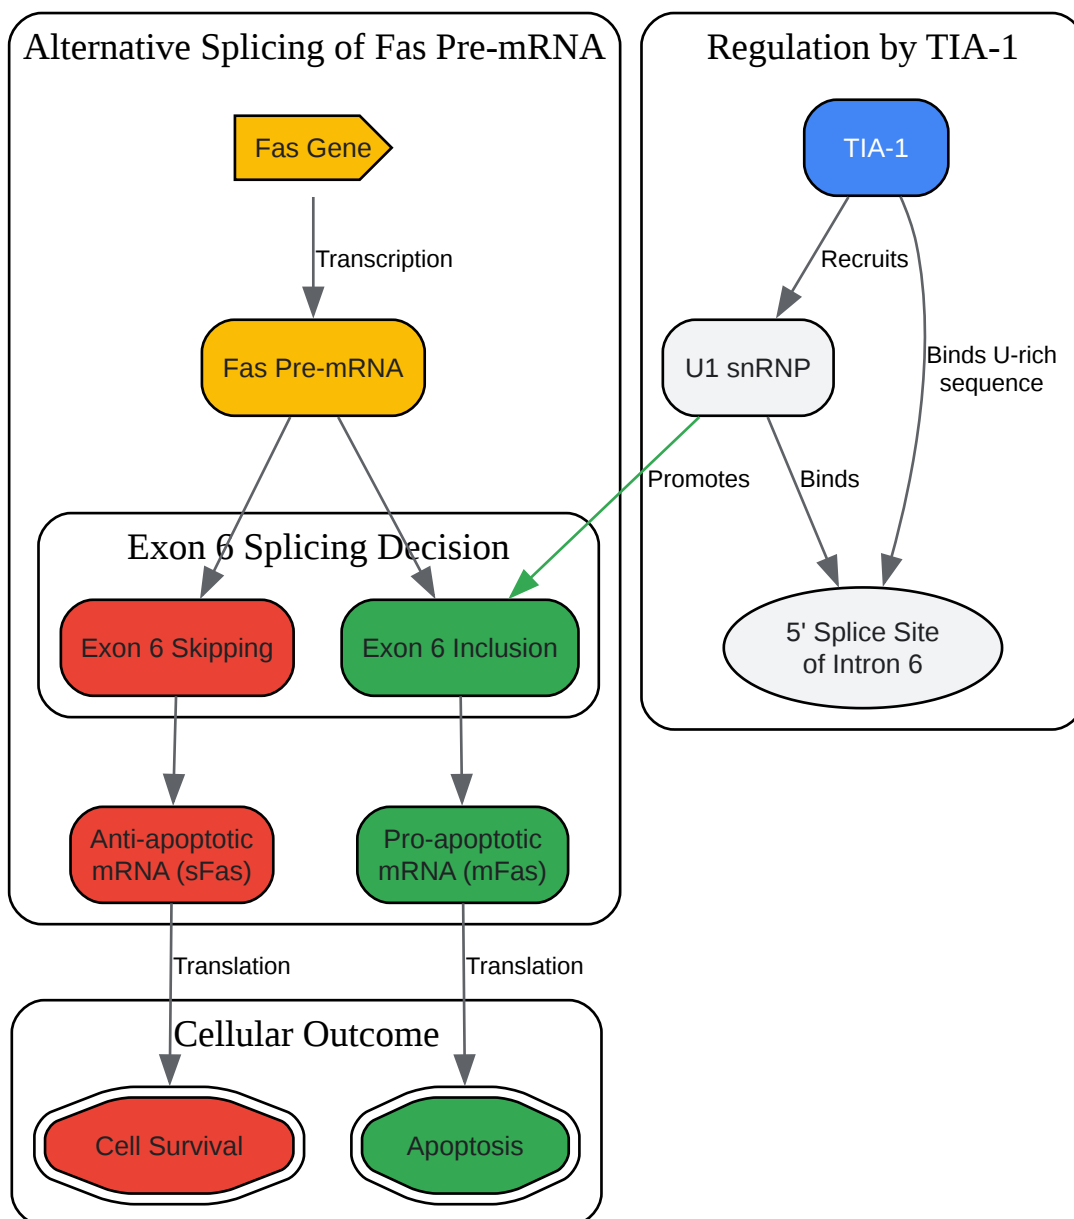 Alternative Splicing of Fas Pre-mRNA
Fas Gene
Transcription
Fas Pre-mRNA
Exon 6 Splicing Decision
Exon 6 Skipping
Exon 6 Inclusion
Anti-apoptotic
mRNA (sFas)
Pro-apoptotic
mRNA (mFas)
Translation
Translation
Cellular Outcome
Cell Survival
Apoptosis
Regulation by TIA-1
TIA-1
Recruits
U1 snRNP
Binds U-rich
sequence
Promotes
Binds
5' Splice Site
of Intron 6